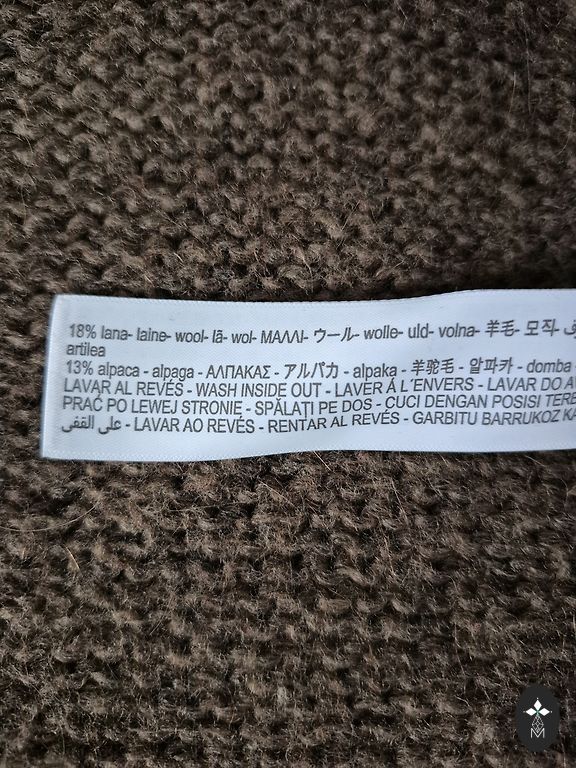 18% lana- laine- wool- lã- wol- ΜΑΛΛΙ- ウール- wolle- uld- volna- 羊毛- 모직-
artilea
13% alpaca - alpaga - ΑΛΠΑΚΑΣ - アルパカ - alpaka - 羊驼毛 - 알파카 - domba -
LAVAR AL REVÉS - WASH INSIDE OUT - LAVER Á L´ENVERS - LAVAR DO
PRAĆ PO LEWEJ STRONIE - SPĂLAȚI PE DOS - CUCI DENGAN POSISI
على القفى - LAVAR AO REVÉS - RENTAR AL REVÉS - GARBITU BARRUKOZ
M